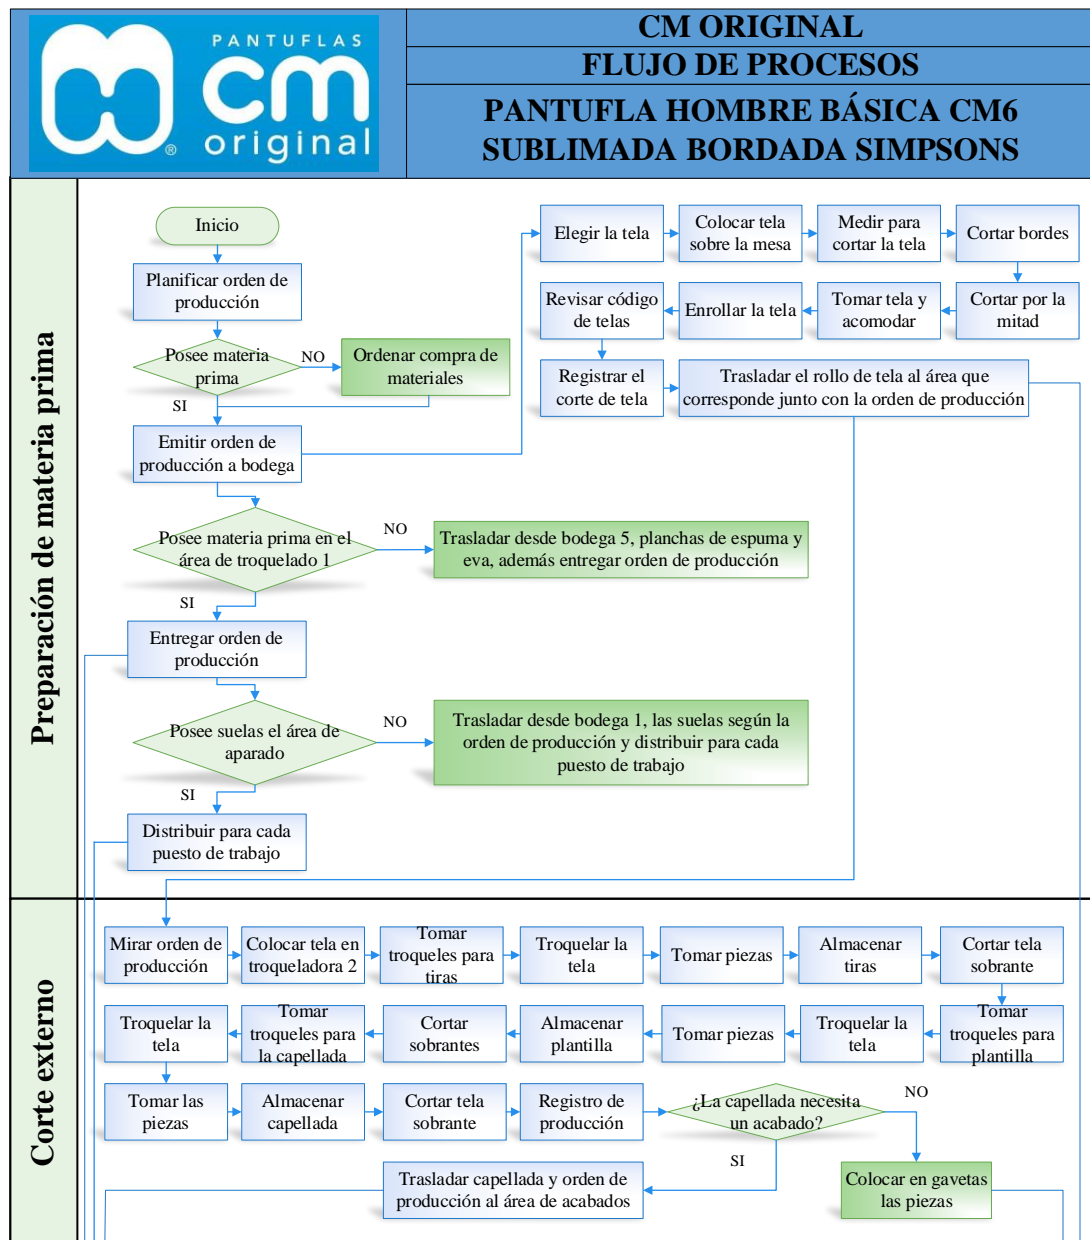 PANTUFLAS
cm
original
®
CM ORIGINAL
FLUJO DE PROCESOS
PANTUFLA HOMBRE BÁSICA CM6
SUBLIMADA BORDADA SIMPSONS
Preparación de materia prima
Inicio
Planificar orden de
producción
Posee materia
prima
NO
Ordenar compra de
materiales
SI
Emitir orden de
producción a bodega
Elegir la tela
Colocar tela
sobre la mesa
Medir para
cortar la tela
Cortar bordes
Cortar por la
mitad
Tomar tela y
acomodar
Enrollar la tela
Revisar código
de telas
Registrar el
corte de tela
Trasladar el rollo de tela al área que
corresponde junto con la orden de producción
Posee materia prima en el
área de troquelado 1
NO
Trasladar desde bodega 5, planchas de espuma y
eva, además entregar orden de producción
SI
Entregar orden de
producción
Posee suelas el área de
aparado
NO
Trasladar desde bodega 1, las suelas según la
orden de producción y distribuir para cada
puesto de trabajo
SI
Distribuir para cada
puesto de trabajo
Corte externo
Mirar orden de
producción
Colocar tela en
troqueladora 2
Tomar
troqueles para
tiras
Troquelar la
tela
Tomar piezas
Almacenar
tiras
Cortar tela
sobrante
Tomar
troqueles para
plantilla
Troquelar la
tela
Tomar piezas
Almacenar
plantilla
Cortar
sobrantes
Tomar
troqueles para
la capellada
Troquelar la
tela
Tomar las
piezas
Almacenar
capellada
Cortar tela
sobrante
Registro de
producción
¿La capellada necesita
un acabado?
NO
SI
Trasladar capellada y orden de
producción al área de acabados
Colocar en gavetas
las piezas